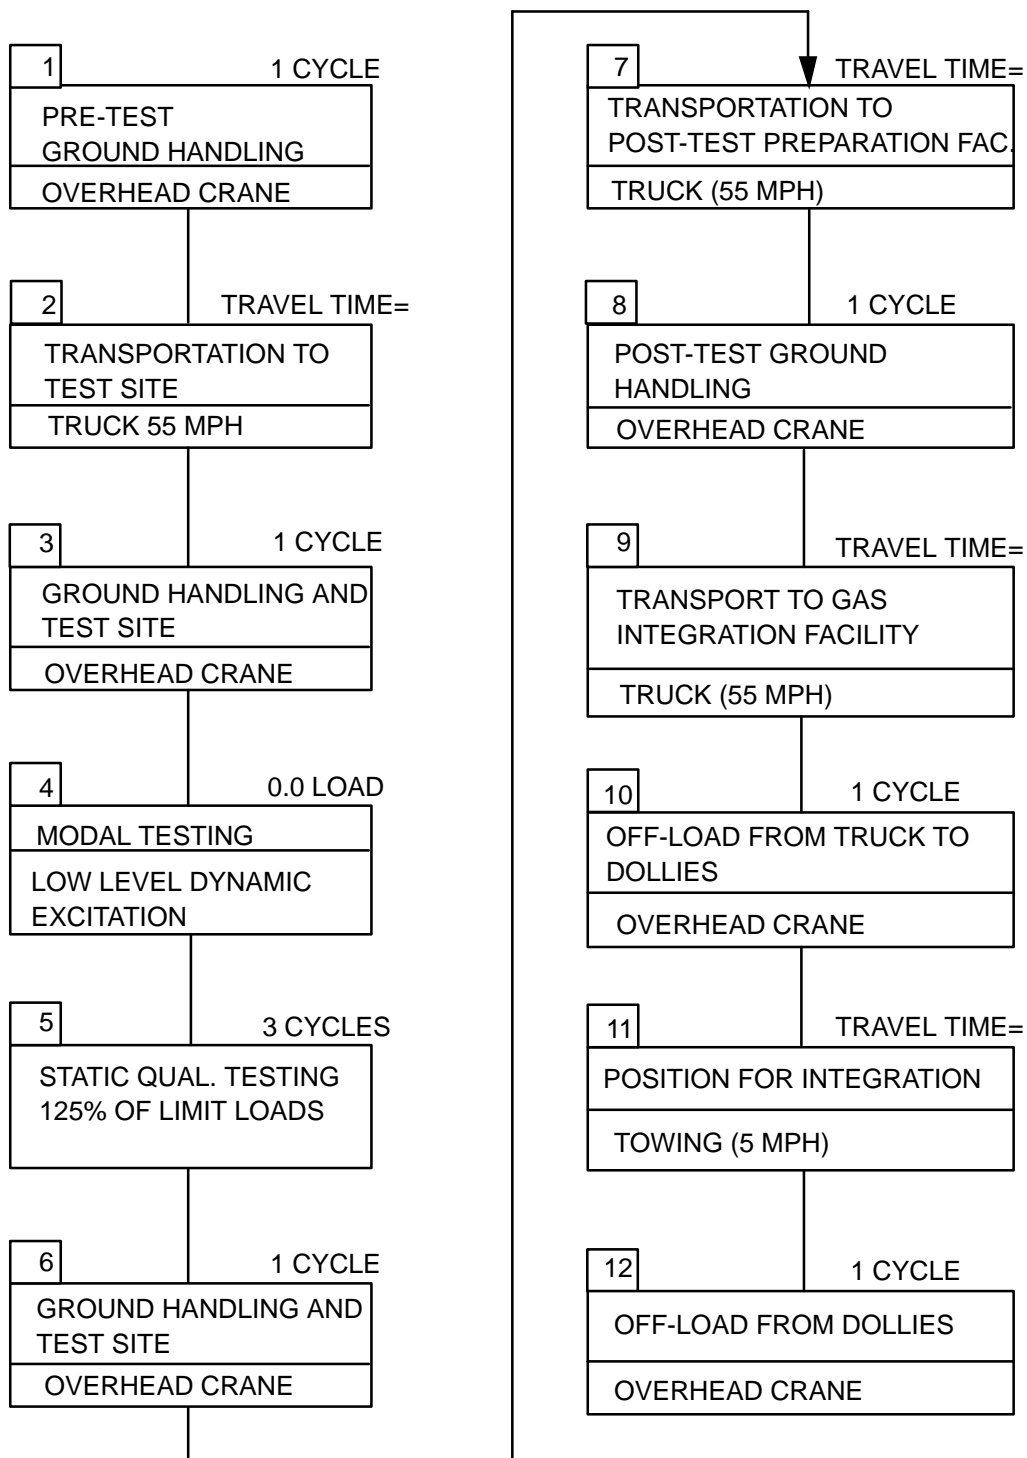 1 1 CYCLE
PRE-TEST
GROUND HANDLING
OVERHEAD CRANE
2 TRAVEL TIME=
TRANSPORTATION TO
TEST SITE
TRUCK 55 MPH
3 1 CYCLE
GROUND HANDLING AND
TEST SITE
OVERHEAD CRANE
4 0.0 LOAD
MODAL TESTING
LOW LEVEL DYNAMIC
EXCITATION
5 3 CYCLES
STATIC QUAL. TESTING
125% OF LIMIT LOADS
6 1 CYCLE
GROUND HANDLING AND
TEST SITE
OVERHEAD CRANE
7 TRAVEL TIME=
TRANSPORTATION TO
POST-TEST PREPARATION FAC.
TRUCK (55 MPH)
8 1 CYCLE
POST-TEST GROUND
HANDLING
OVERHEAD CRANE
9 TRAVEL TIME=
TRANSPORT TO GAS
INTEGRATION FACILITY
TRUCK (55 MPH)
10 1 CYCLE
OFF-LOAD FROM TRUCK TO
DOLLIES
OVERHEAD CRANE
11 TRAVEL TIME=
POSITION FOR INTEGRATION
TOWING (5 MPH)
12 1 CYCLE
OFF-LOAD FROM DOLLIES
OVERHEAD CRANE